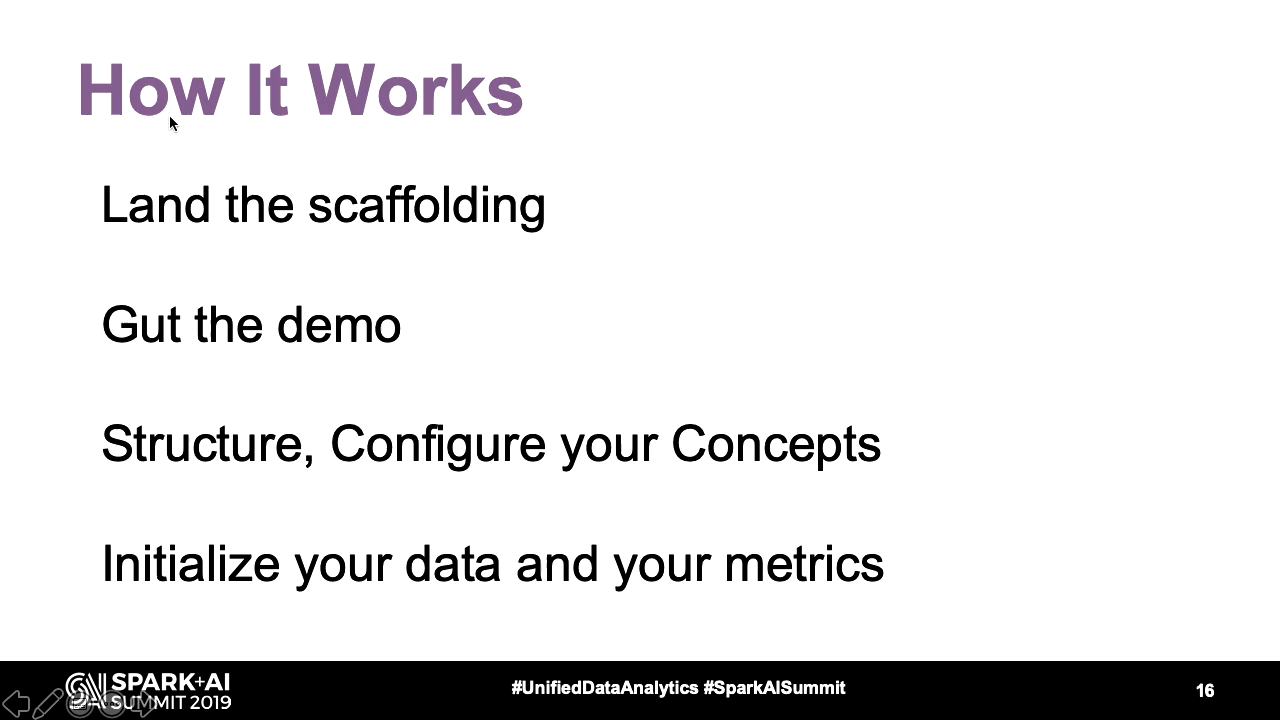 How It Works
Land the scaffolding
Gut the demo
Structure, Configure your Concepts
Initialize your data and your metrics
SPARK+AI
SUMMIT 2019
#UnifiedDataAnalytics #SparkAISummit
16